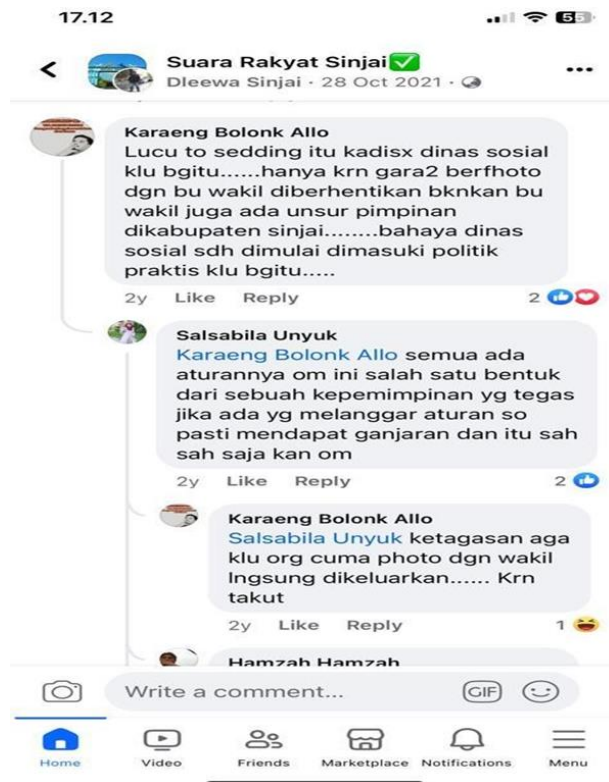 17.12
55
Suara Rakyat Sinjai✅
Dleewa Sinjai · 28 Oct 2021 ·
Karaeng Bolonk Allo
Lucu to sedding itu kadisx dinas sosial
klu bgitu......hanya krn gara2 berfhoto
dgn bu wakil diberhentikan bknkan bu
wakil juga ada unsur pimpinan
dikabupaten sinjai........bahaya dinas
sosial sdh dimulai dimasuki politik
praktis klu bgitu.....
2y Like Reply 2
Salsabila Unyuk
Karaeng Bolonk Allo semua ada
aturannya om ini salah satu bentuk
dari sebuah kepemimpinan yg tegas
jika ada yg melanggar aturan so
pasti mendapat ganjaran dan itu sah
sah saja kan om
2y Like Reply 2
Karaeng Bolonk Allo
Salsabila Unyuk ketagasan aga
klu org cuma photo dgn wakil
lngsung dikeluarkan...... Krn
takut
2y Like Reply 1
Hamzah Hamzah
Write a comment...
GIF
Home Video Friends Marketplace Notifications Menu